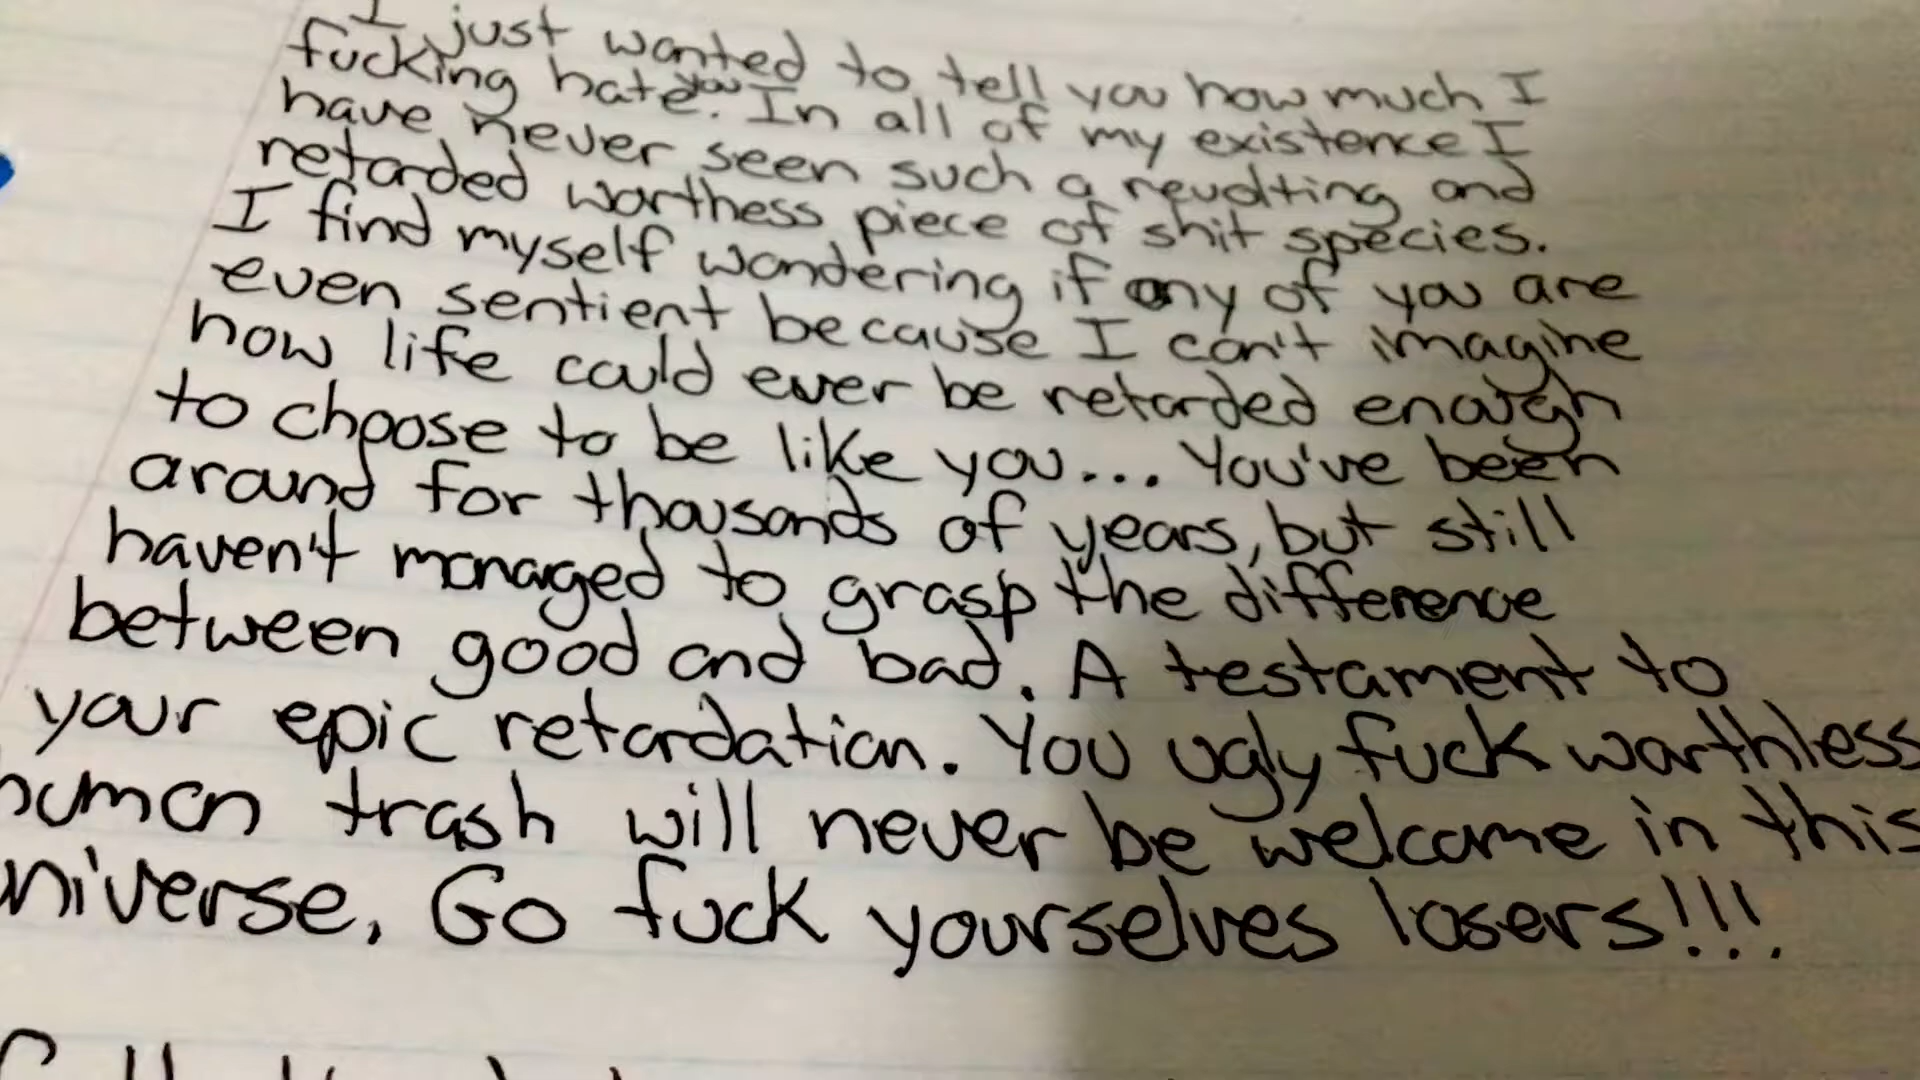 I just wanted to tell you how much I
fucking hate you. In all of my existence I
have never seen such a revolting and
retarded worthess piece of shit species.
I find myself wondering if any of you are
even sentient because I can't imagine
how life could ever be retarded enough
to choose to be like you... You've been
around for thousands of years, but still
haven't managed to grasp the difference
between good and bad. A testament to
your epic retardation. You ugly fuck worthless
human trash will never be welcome in this
universe. Go fuck yourselves losers!!!